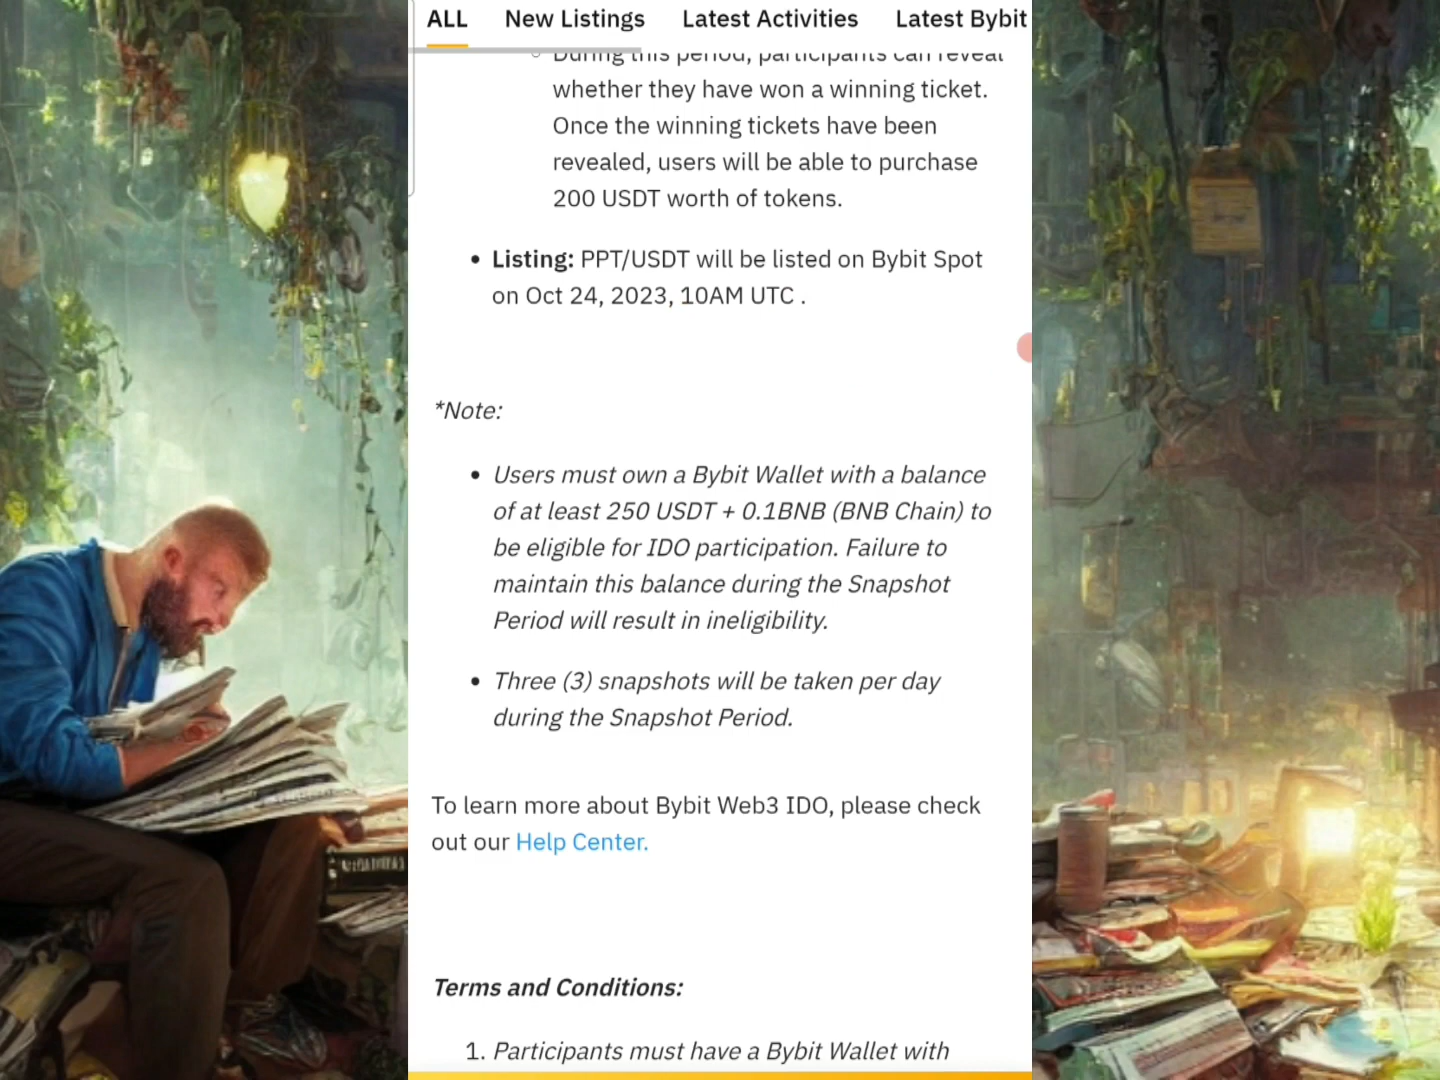 ALL New Listings Latest Activities Latest Bybit
During this period, participants can reveal
whether they have won a winning ticket.
Once the winning tickets have been
revealed, users will be able to purchase
200 USDT worth of tokens.
Listing: PPT/USDT will be listed on Bybit Spot
on Oct 24, 2023, 10AM UTC .
*Note:
Users must own a Bybit Wallet with a balance
of at least 250 USDT + 0.1BNB (BNB Chain) to
be eligible for IDO participation. Failure to
maintain this balance during the Snapshot
Period will result in ineligibility.
Three (3) snapshots will be taken per day
during the Snapshot Period.
To learn more about Bybit Web3 IDO, please check
out our Help Center.
Terms and Conditions:
1. Participants must have a Bybit Wallet with